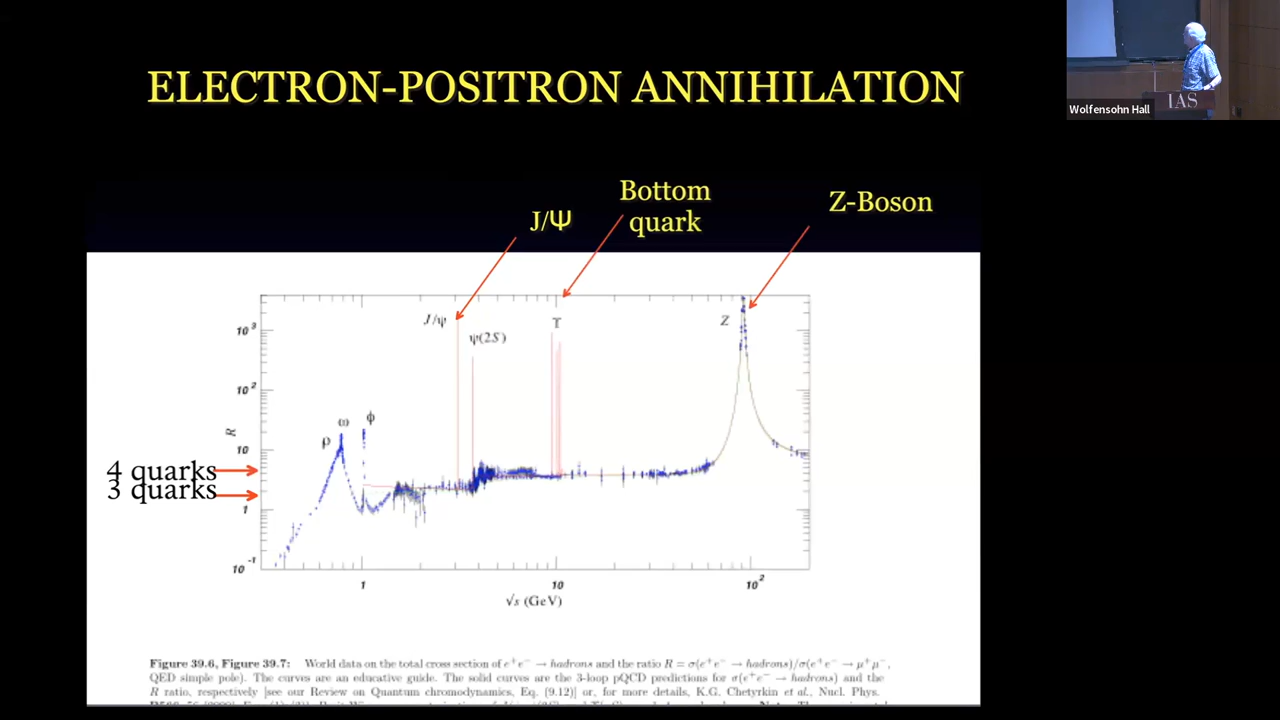 ELECTRON-POSITRON ANNIHILATION
IAS
Wolfensohn Hall
J/Ψ
Bottom
quark
Z-Boson
J/ψ
ψ(2S)
ϒ
Z
ρ
ω
ϕ
R
10³
10²
10
1
10⁻¹
4 quarks
3 quarks
1
10
10²
√s (GeV)
Figure 39.6, Figure 39.7: World data on the total cross section of e⁺e⁻ → hadrons and the ratio R = σ(e⁺e⁻ → hadrons)/σ(e⁺e⁻ → μ⁺μ⁻,
QED simple pole). The curves are an educative guide. The solid curves are the 3-loop pQCD predictions for σ(e⁺e⁻ → hadrons) and the
R ratio, respectively [see our Review on Quantum chromodynamics, Eq. (9.12)] or, for more details, K.G. Chetyrkin et al., Nucl. Phys.